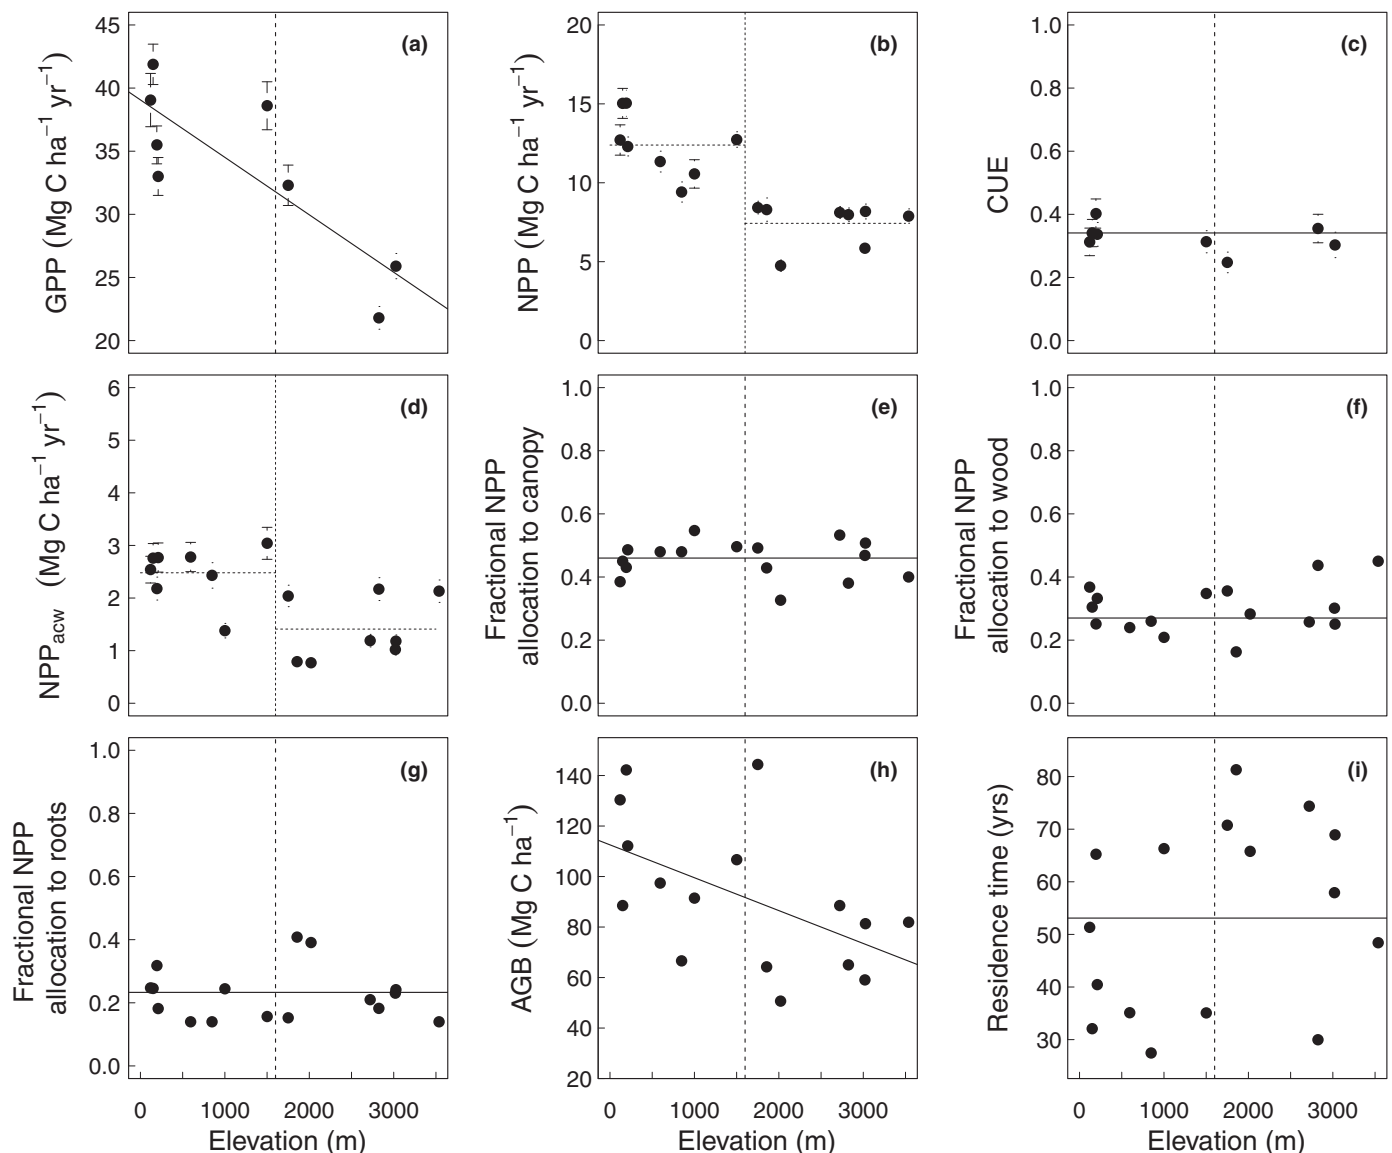 45
40
35
30
25
20
GPP (Mg C ha⁻¹ yr⁻¹)
(a)
20
15
10
5
0
NPP (Mg C ha⁻¹ yr⁻¹)
(b)
1.0
0.8
0.6
0.4
0.2
0.0
CUE
(c)
6
5
4
3
2
1
0
NPPacw (Mg C ha⁻¹ yr⁻¹)
(d)
1.0
0.8
0.6
0.4
0.2
0.0
Fractional NPP
allocation to canopy
(e)
1.0
0.8
0.6
0.4
0.2
0.0
Fractional NPP
allocation to wood
(f)
1.0
0.8
0.6
0.4
0.2
0.0
Fractional NPP
allocation to roots
(g)
0 1000 2000 3000
Elevation (m)
140
120
100
80
60
40
20
AGB (Mg C ha⁻¹)
(h)
0 1000 2000 3000
Elevation (m)
80
70
60
50
40
30
Residence time (yrs)
(i)
0 1000 2000 3000
Elevation (m)